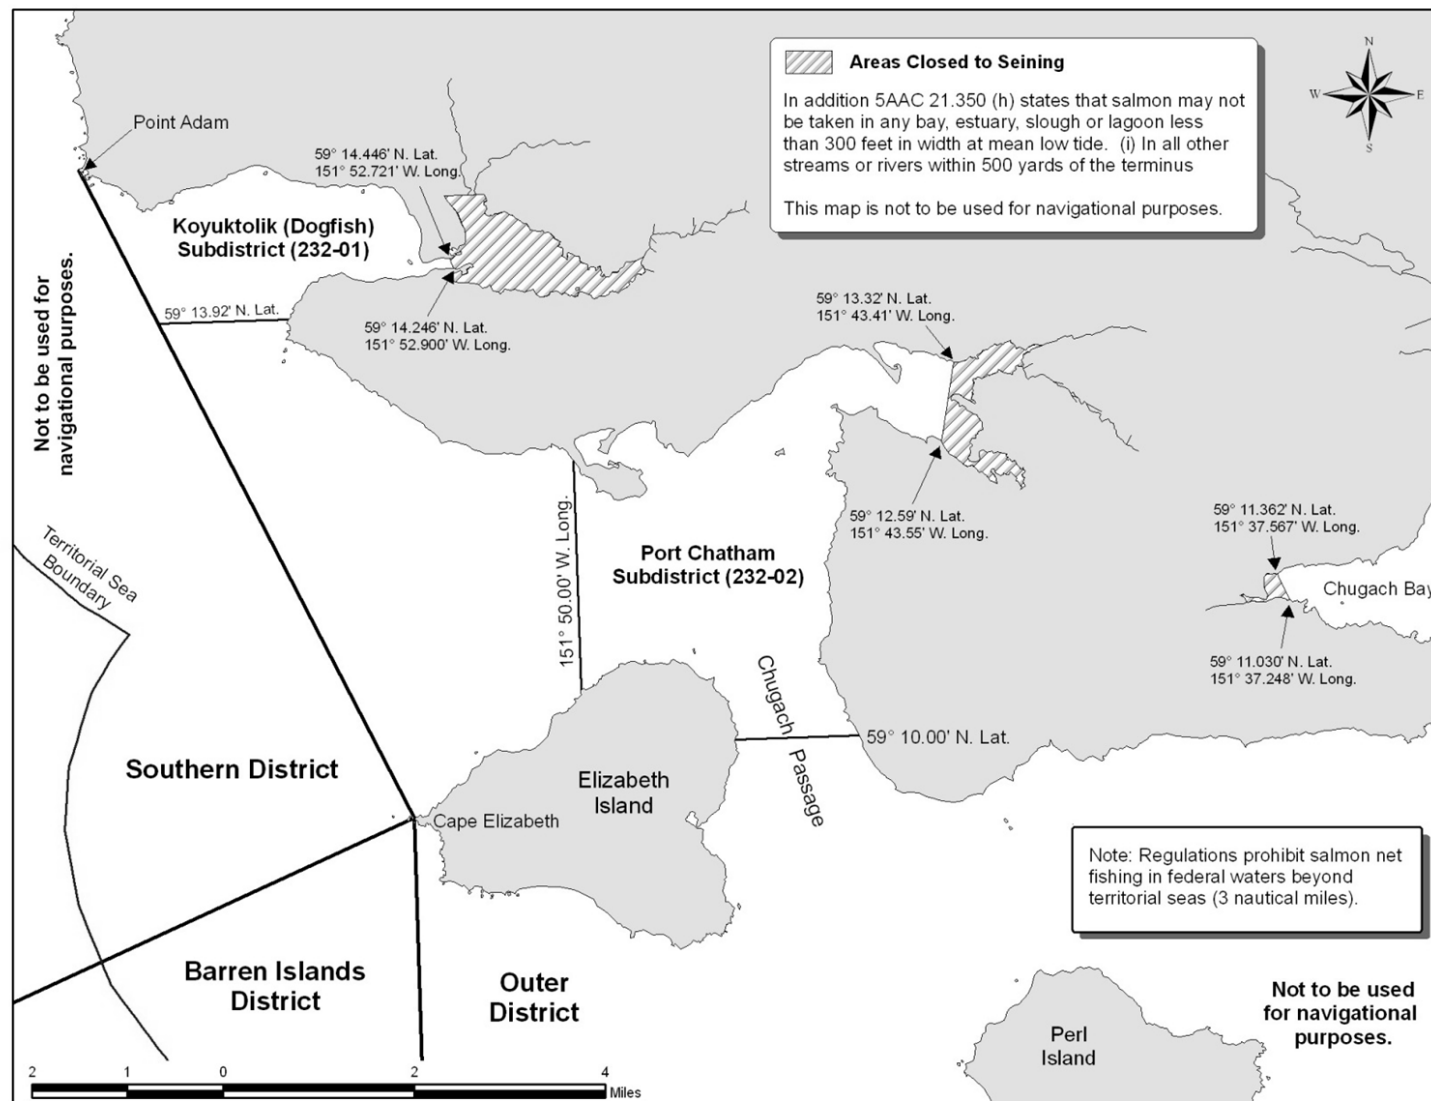 Areas Closed to Seining
In addition 5AAC 21.350 (h) states that salmon may not
be taken in any bay, estuary, slough or lagoon less
than 300 feet in width at mean low tide. (i) In all other
streams or rivers within 500 yards of the terminus
This map is not to be used for navigational purposes.
N
W
E
S
Point Adam
59° 14.446' N. Lat.
151° 52.721' W. Long.
Koyuktolik (Dogfish)
Subdistrict (232-01)
Not to be used for
navigational purposes.
59° 13.92' N. Lat.
59° 14.246' N. Lat.
151° 52.900' W. Long.
59° 13.32' N. Lat.
151° 43.41' W. Long.
59° 12.59' N. Lat.
151° 43.55' W. Long.
151° 50.00' W. Long.
Port Chatham
Subdistrict (232-02)
59° 11.362' N. Lat.
151° 37.567' W. Long.
Chugach Bay
59° 11.030' N. Lat.
151° 37.248' W. Long.
Territorial Sea
Boundary
Chugach Passage
59° 10.00' N. Lat.
Southern District
Elizabeth
Island
Cape Elizabeth
Note: Regulations prohibit salmon net
fishing in federal waters beyond
territorial seas (3 nautical miles).
Barren Islands
District
Outer
District
Not to be used
for navigational
purposes.
Perl
Island
2 1 0 2 4
Miles